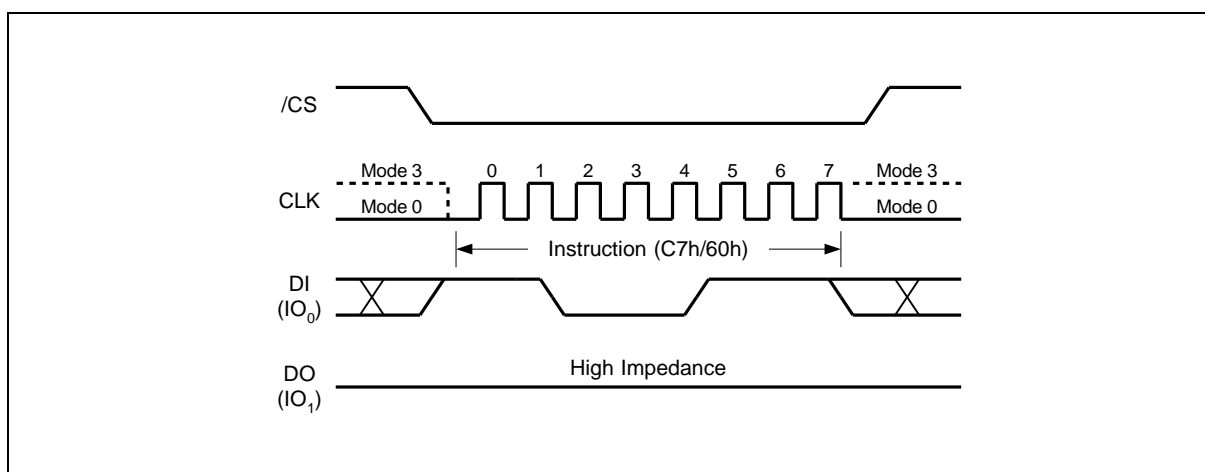 /CS
Mode 3 0 1 2 3 4 5 6 7 Mode 3
CLK
Mode 0 Mode 0
Instruction (C7h/60h)
DI
(IO0)
High Impedance
DO
(IO1)